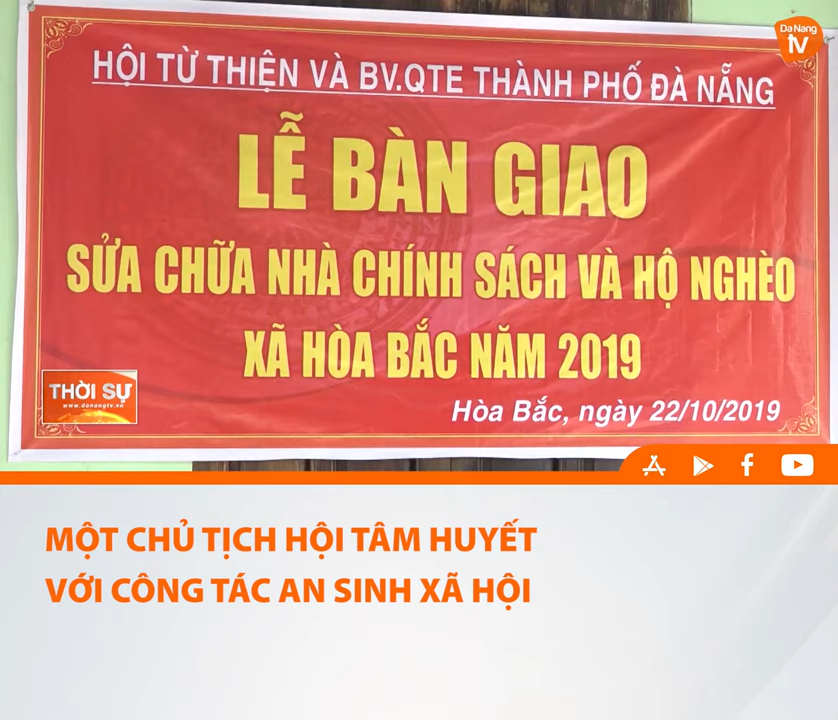 Da Nang
tv
HỘI TỪ THIỆN VÀ BV.QTE THÀNH PHỐ ĐÀ NẴNG
LỄ BÀN GIAO
SỬA CHỮA NHÀ CHÍNH SÁCH VÀ HỘ NGHÈO
XÃ HÒA BẮC NĂM 2019
THỜI SỰ
www.danangtv.vn
Hòa Bắc, ngày 22/10/2019
MỘT CHỦ TỊCH HỘI TÂM HUYẾT
VỚI CÔNG TÁC AN SINH XÃ HỘI